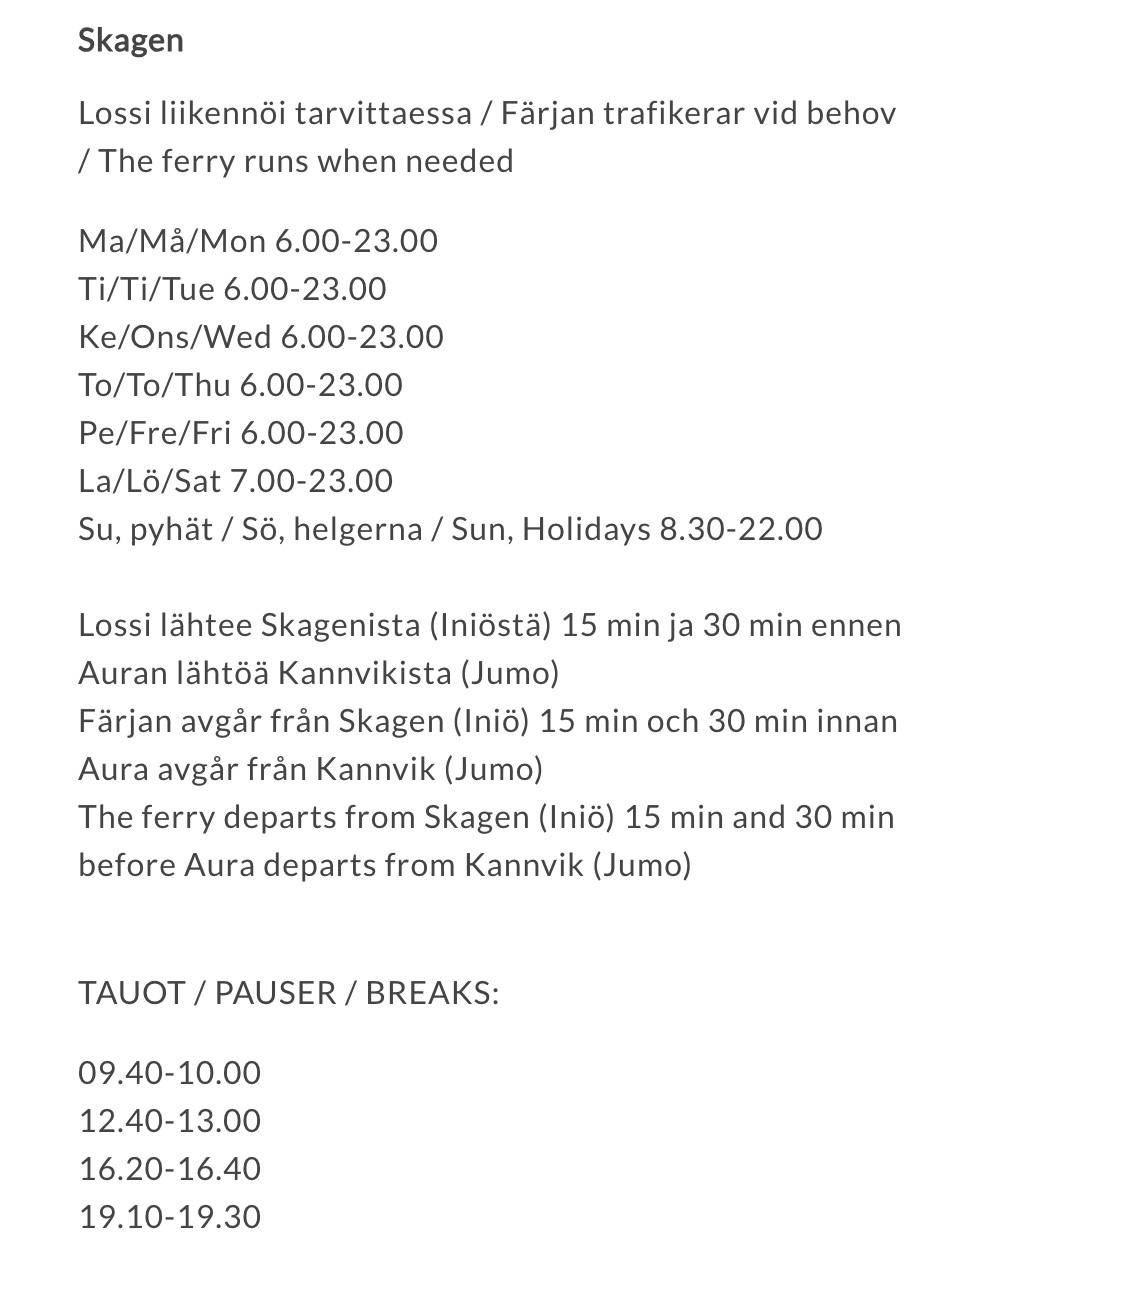 Skagen
Lossi liikennöi tarvittaessa / Färjan trafikerar vid behov
/ The ferry runs when needed
Ma/Må/Mon 6.00-23.00
Ti/Ti/Tue 6.00-23.00
Ke/Ons/Wed 6.00-23.00
To/To/Thu 6.00-23.00
Pe/Fre/Fri 6.00-23.00
La/Lö/Sat 7.00-23.00
Su, pyhät / Sö, helgerna / Sun, Holidays 8.30-22.00
Lossi lähtee Skagenista (Iniöstä) 15 min ja 30 min ennen
Auran lähtöä Kannvikista (Jumo)
Färjan avgår från Skagen (Iniö) 15 min och 30 min innan
Aura avgår från Kannvik (Jumo)
The ferry departs from Skagen (Iniö) 15 min and 30 min
before Aura departs from Kannvik (Jumo)
TAUOT / PAUSER / BREAKS:
09.40-10.00
12.40-13.00
16.20-16.40
19.10-19.30